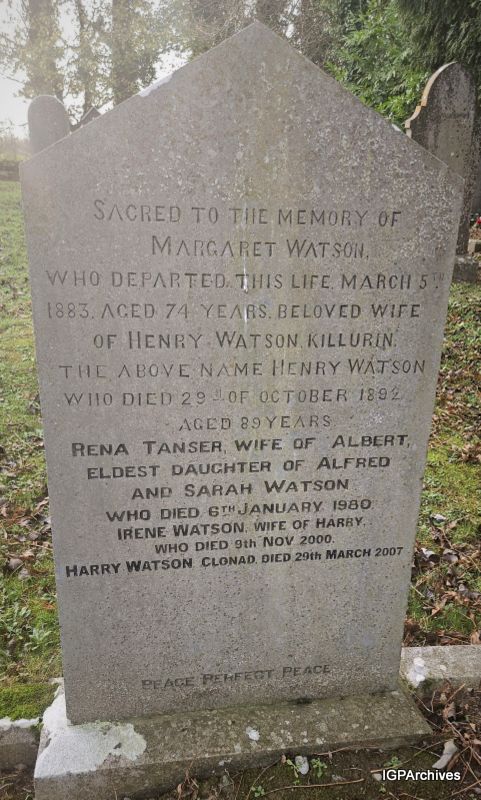 SACRED TO THE MEMORY OF
MARGARET WATSON,
WHO DEPARTED THIS LIFE, MARCH 5TH
1883, AGED 74 YEARS, BELOVED WIFE
OF HENRY WATSON, KILLURIN.
THE ABOVE NAME HENRY WATSON
WHO DIED 29TH OF OCTOBER 1892
AGED 89 YEARS
RENA TANSER, WIFE OF ALBERT,
ELDEST DAUGHTER OF ALFRED
AND SARAH WATSON
WHO DIED 6TH JANUARY 1980.
IRENE WATSON, WIFE OF HARRY,
WHO DIED 9th NOV 2000.
HARRY WATSON, CLONAD, DIED 29th MARCH 2007
PEACE PERFECT PEACE
IGPArchives